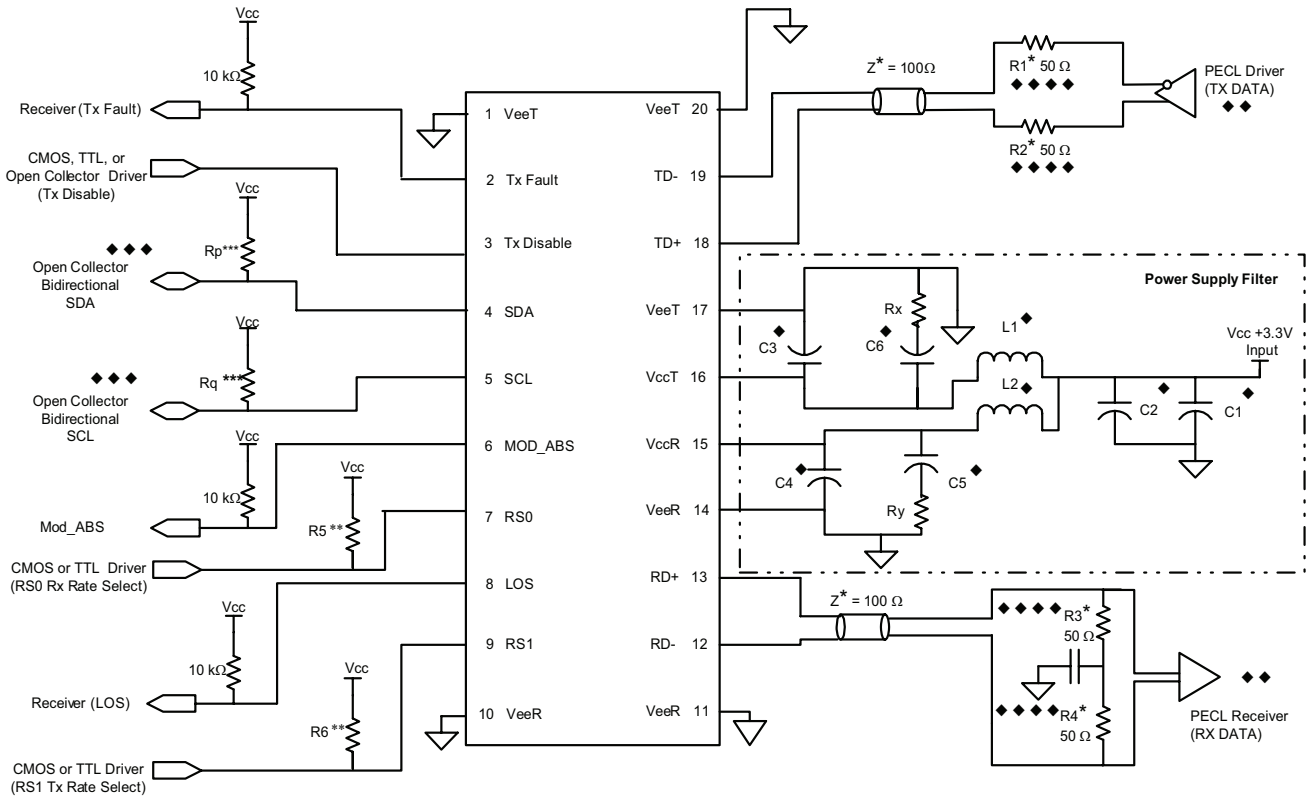 Vcc
10 kΩ
Receiver (Tx Fault)
CMOS, TTL, or
Open Collector Driver
(Tx Disable)
Vcc
◆ ◆ ◆
Rp***
Open Collector
Bidirectional
SDA
Vcc
◆ ◆ ◆
Rq ***
Open Collector
Bidirectional
SCL
Vcc
10 kΩ
Mod_ABS
Vcc
R5 **
CMOS or TTL Driver
(RS0 Rx Rate Select)
Vcc
10 kΩ
Receiver (LOS)
Vcc
R6 **
CMOS or TTL Driver
(RS1 Tx Rate Select)
1 VeeT
2 Tx Fault
3 Tx Disable
4 SDA
5 SCL
6 MOD_ABS
7 RS0
8 LOS
9 RS1
10 VeeR
VeeT 20
TD- 19
TD+ 18
VeeT 17
VccT 16
VccR 15
VeeR 14
RD+ 13
RD- 12
VeeR 11
Z* = 100Ω
R1* 50 Ω
◆ ◆ ◆ ◆
R2* 50 Ω
◆ ◆ ◆ ◆
PECL Driver
(TX DATA)
◆ ◆
Power Supply Filter
Rx
L1 ◆
C3 ◆
C6 ◆
Vcc +3.3V
Input
L2 ◆
C2 ◆
C1 ◆
C4 ◆
C5 ◆
Ry
Z* = 100 Ω
◆ ◆ ◆ ◆
R3*
50 Ω
◆ ◆ ◆ ◆
R4*
50 Ω
◆ ◆
PECL Receiver
(RX DATA)